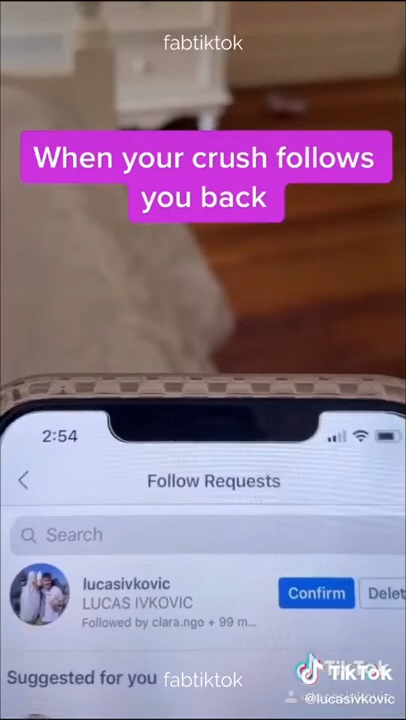 fabtiktok
When your crush follows
you back
2:54
Follow Requests
Search
lucasivkovic
LUCAS IVKOVIC
Followed by clara.ngo + 99 m...
Confirm
Delet
Suggested for you
fabtiktok
TikTok
@lucasivkovic